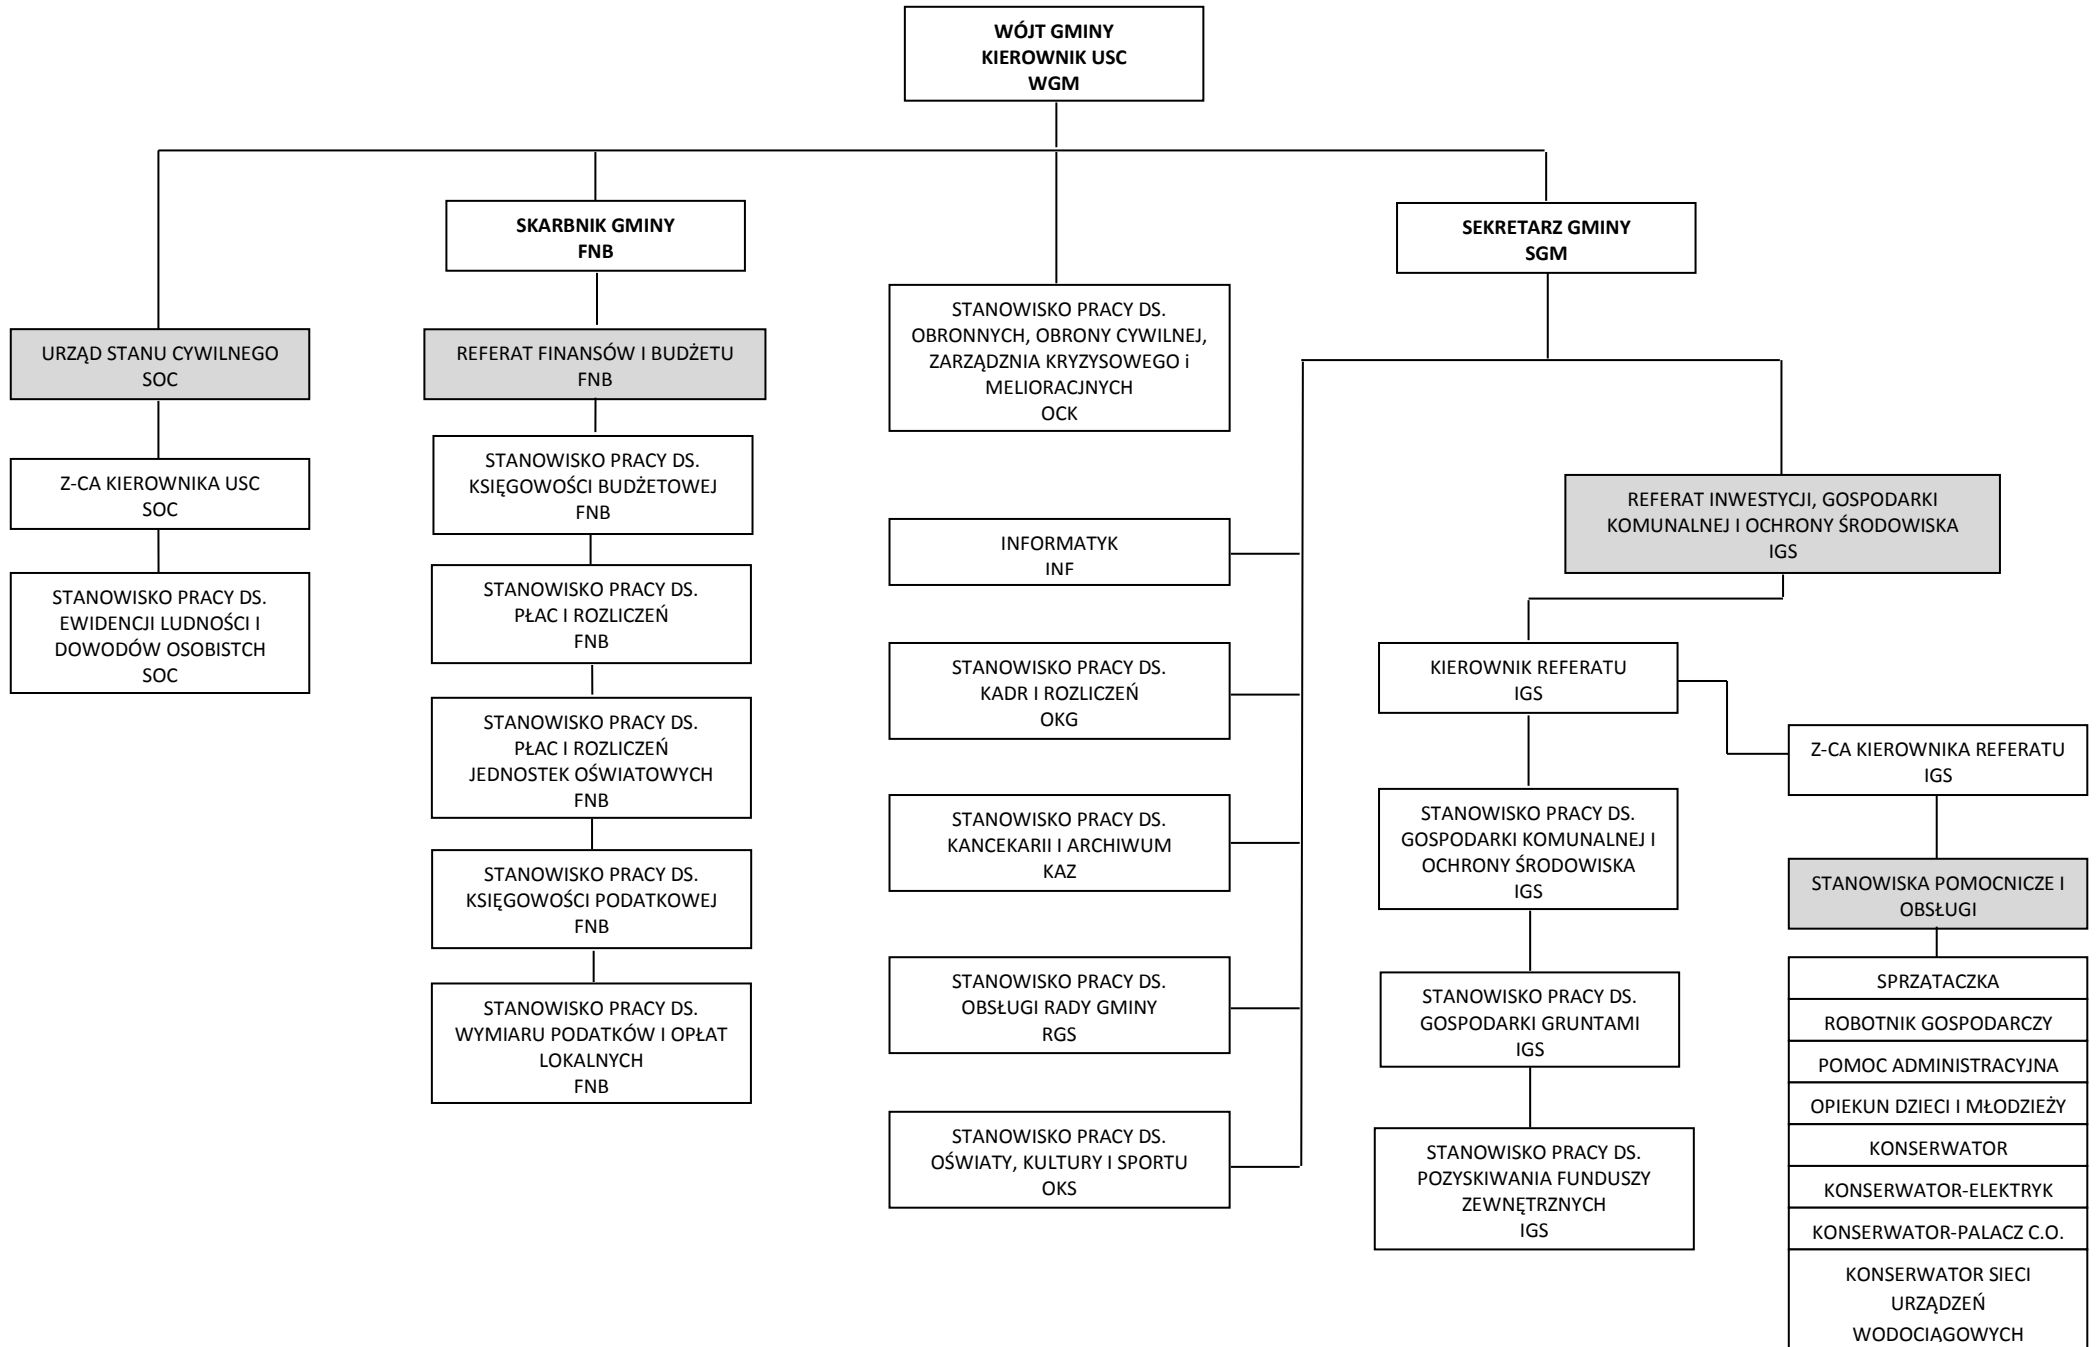 WÓJT GMINY
KIEROWNIK USC
WGM
SKARBNIK GMINY
FNB
SEKRETARZ GMINY
SGM
URZĄD STANU CYWILNEGO
SOC
Z-CA KIEROWNIKA USC
SOC
STANOWISKO PRACY DS.
EWIDENCJI LUDNOŚCI I
DOWODÓW OSOBISTCH
SOC
REFERAT FINANSÓW I BUDŻETU
FNB
STANOWISKO PRACY DS.
KSIĘGOWOŚCI BUDŻETOWEJ
FNB
STANOWISKO PRACY DS.
PŁAC I ROZLICZEŃ
FNB
STANOWISKO PRACY DS.
PŁAC I ROZLICZEŃ
JEDNOSTEK OŚWIATOWYCH
FNB
STANOWISKO PRACY DS.
KSIĘGOWOŚCI PODATKOWEJ
FNB
STANOWISKO PRACY DS.
WYMIARU PODATKÓW I OPŁAT
LOKALNYCH
FNB
STANOWISKO PRACY DS.
OBRONNYCH, OBRONY CYWILNEJ,
ZARZĄDZNIA KRYZYSOWEGO i
MELIORACJNYCH
OCK
INFORMATYK
INF
STANOWISKO PRACY DS.
KADR I ROZLICZEŃ
OKG
STANOWISKO PRACY DS.
KANCEKARII I ARCHIWUM
KAZ
STANOWISKO PRACY DS.
OBSŁUGI RADY GMINY
RGS
STANOWISKO PRACY DS.
OŚWIATY, KULTURY I SPORTU
OKS
REFERAT INWESTYCJI, GOSPODARKI
KOMUNALNEJ I OCHRONY ŚRODOWISKA
IGS
KIEROWNIK REFERATU
IGS
STANOWISKO PRACY DS.
GOSPODARKI KOMUNALNEJ I
OCHRONY ŚRODOWISKA
IGS
STANOWISKO PRACY DS.
GOSPODARKI GRUNTAMI
IGS
STANOWISKO PRACY DS.
POZYSKIWANIA FUNDUSZY
ZEWNĘTRZNYCH
IGS
Z-CA KIEROWNIKA REFERATU
IGS
STANOWISKA POMOCNICZE I
OBSŁUGI
SPRZATACZKA
ROBOTNIK GOSPODARCZY
POMOC ADMINISTRACYJNA
OPIEKUN DZIECI I MŁODZIEŻY
KONSERWATOR
KONSERWATOR-ELEKTRYK
KONSERWATOR-PALACZ C.O.
KONSERWATOR SIECI
URZĄDZEŃ
WODOCIĄGOWYCH